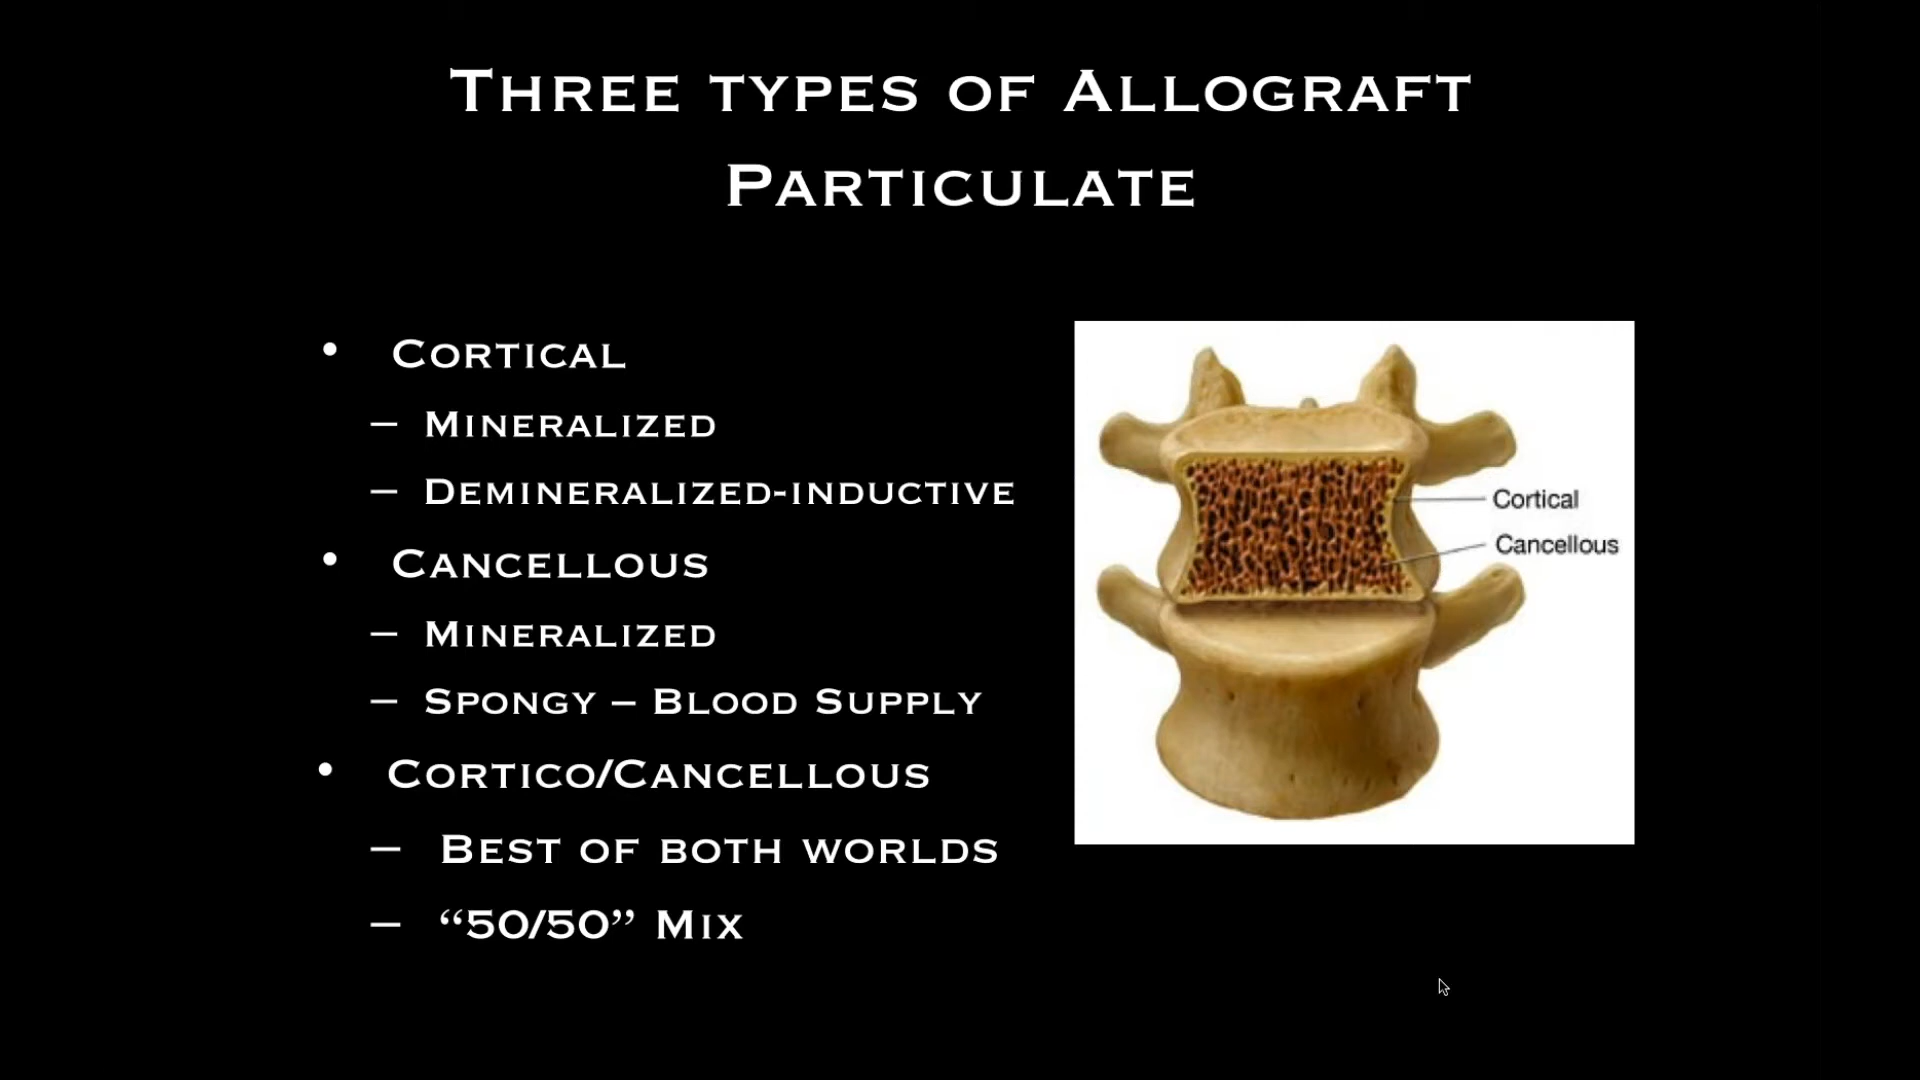 Three types of Allograft
Particulate
• Cortical
– Mineralized
– Demineralized-inductive
• Cancellous
– Mineralized
– Spongy – Blood Supply
• Cortico/Cancellous
– Best of both worlds
– “50/50” Mix
Cortical
Cancellous